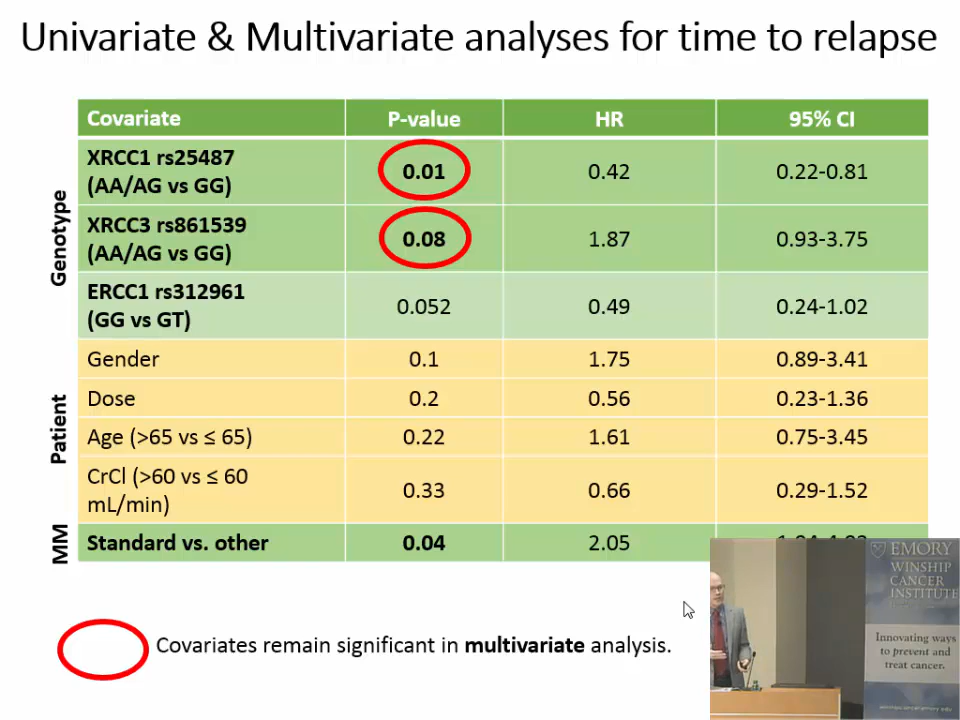 Univariate & Multivariate analyses for time to relapse
Covariate P-value HR 95% CI
Genotype
XRCC1 rs25487
(AA/AG vs GG) 0.01 0.42 0.22-0.81
XRCC3 rs861539
(AA/AG vs GG) 0.08 1.87 0.93-3.75
ERCC1 rs312961
(GG vs GT) 0.052 0.49 0.24-1.02
Patient
Gender 0.1 1.75 0.89-3.41
Dose 0.2 0.56 0.23-1.36
Age (>65 vs ≤ 65) 0.22 1.61 0.75-3.45
CrCl (>60 vs ≤ 60
mL/min) 0.33 0.66 0.29-1.52
MM
Standard vs. other 0.04 2.05
Covariates remain significant in multivariate analysis.
EMORY
WINSHIP
CANCER
INSTITUTE
Innovating ways
to prevent and
treat cancer.